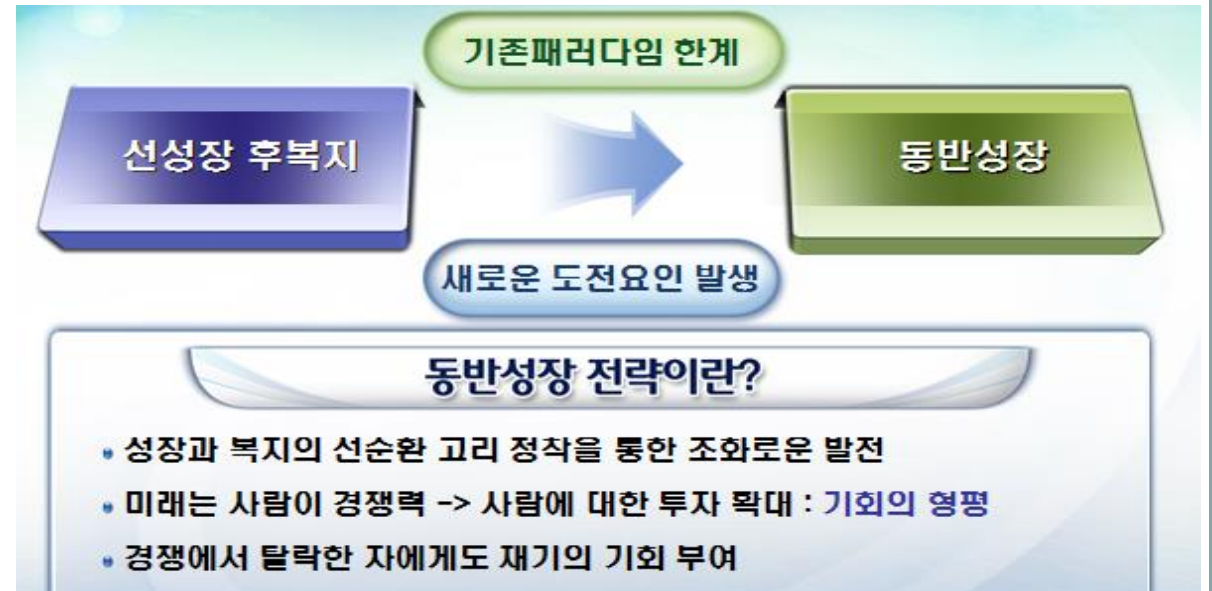 기존패러다임 한계
선성장 후복지
동반성장
새로운 도전요인 발생
동반성장 전략이란?
성장과 복지의 선순환 고리 정착을 통한 조화로운 발전
미래는 사람이 경쟁력 -> 사람에 대한 투자 확대 : 기회의 형평
경쟁에서 탈락한 자에게도 재기의 기회 부여